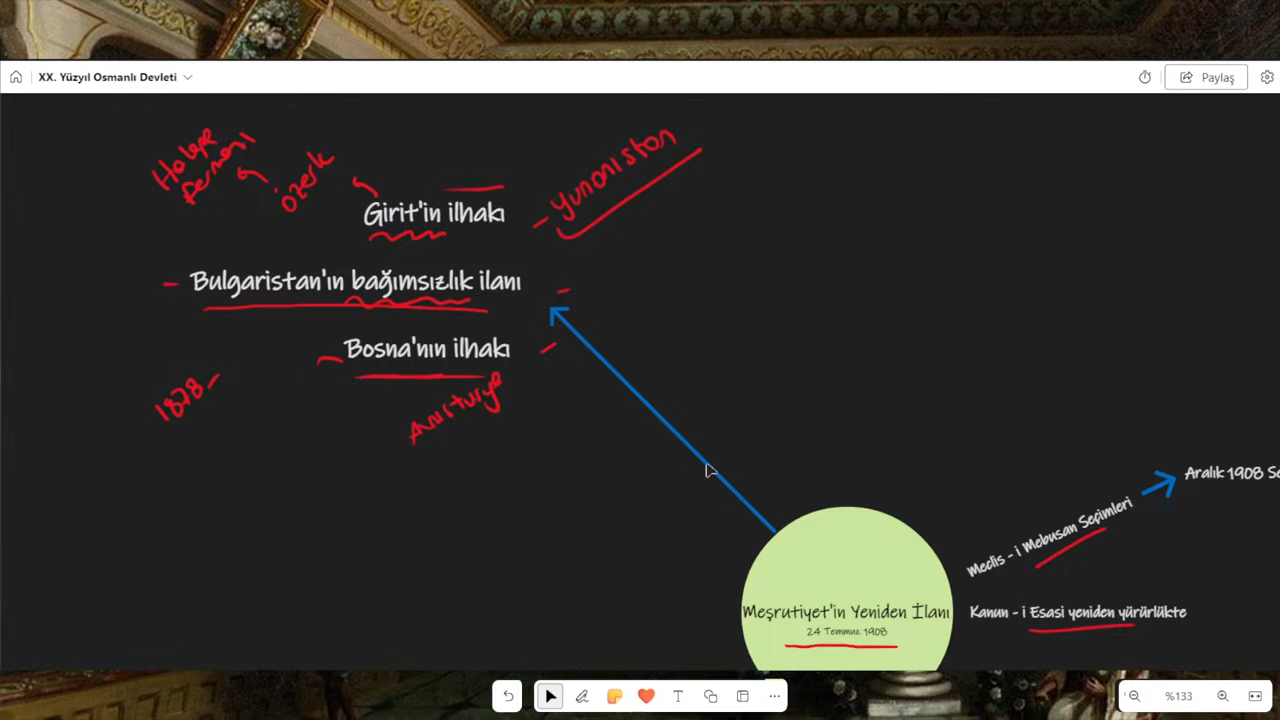 XX. Yüzyıl Osmanlı Devleti
Paylaş
Halepa
fermanı
özerk
Yunanistan
Girit'in ilhakı
Bulgaristan'ın bağımsızlık ilanı
Bosna'nın ilhakı
1878
Avusturya
Aralık 1908 Se
Meclis - i Mebusan Seçimleri
Meşrutiyet'in Yeniden İlanı
24 Temmuz 1908
Kanun - i Esasi yeniden yürürlükte
%133